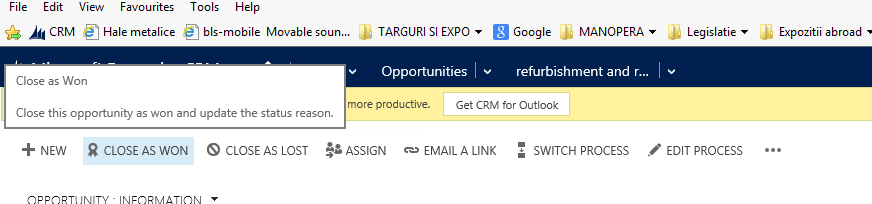 File Edit View Favourites Tools Help
CRM Hale metalice bls-mobile Movable soun... TARGURI SI EXPO Google MANOPERA Legislatie Expozitii abroad
Opportunities refurbishment and r...
Close as Won
Close this opportunity as won and update the status reason.
more productive. Get CRM for Outlook
NEW CLOSE AS WON CLOSE AS LOST ASSIGN EMAIL A LINK SWITCH PROCESS EDIT PROCESS ...
OPPORTUNITY : INFORMATION